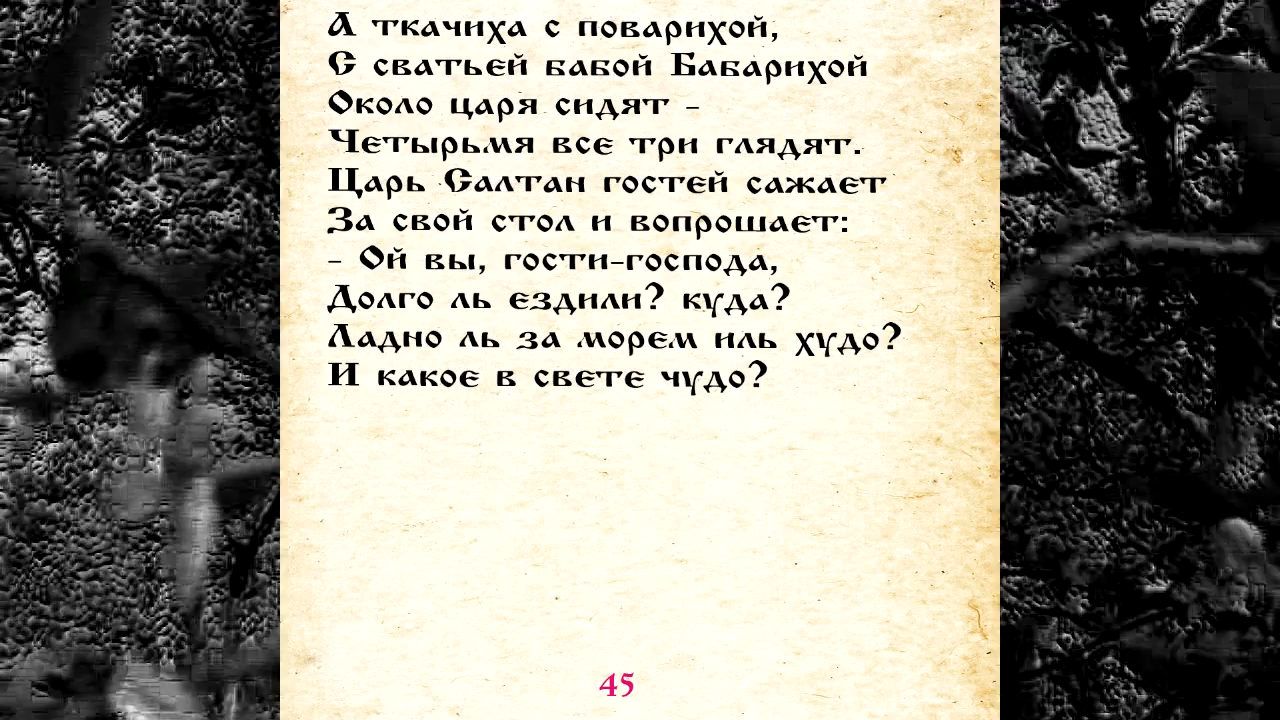 А ткачиха с поварихой,
С сватьей бабой Бабарихой
Около царя сидят -
Четырьмя все три глядят.
Царь Салтан гостей сажает
За свой стол и вопрошает:
- Ой вы, гости-господа,
Долго ль ездили? куда?
Ладно ль за морем иль худо?
И какое в свете чудо?
45